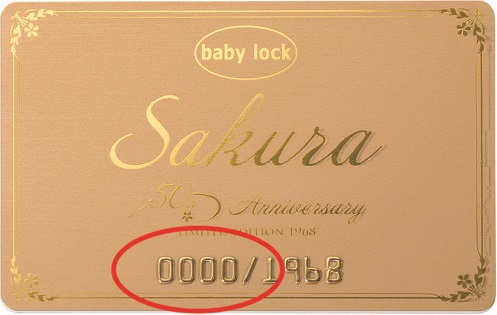 baby lock
Sakura
50th Anniversary
LIMITED EDITION 1968
0000/1968